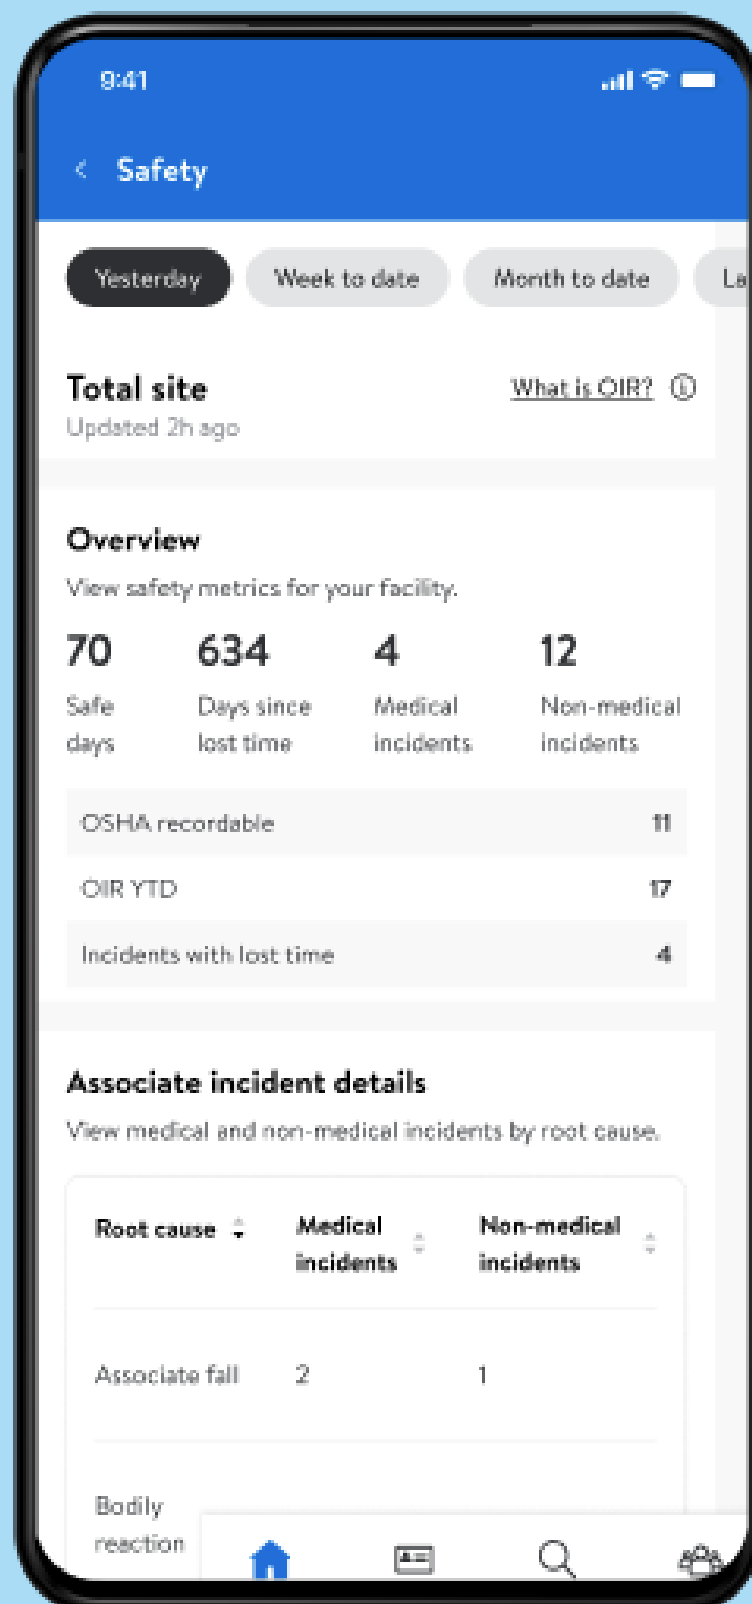 9:41
Safety
Yesterday Week to date Month to date La
Total site What is OIR?
Updated 2h ago
Overview
View safety metrics for your facility.
70 634 4 12
Safe days Days since lost time Medical incidents Non-medical incidents
OSHA recordable 11
OIR YTD 17
Incidents with lost time 4
Associate incident details
View medical and non-medical incidents by root cause.
Root cause Medical incidents Non-medical incidents
Associate fall 2 1
Bodily
reaction